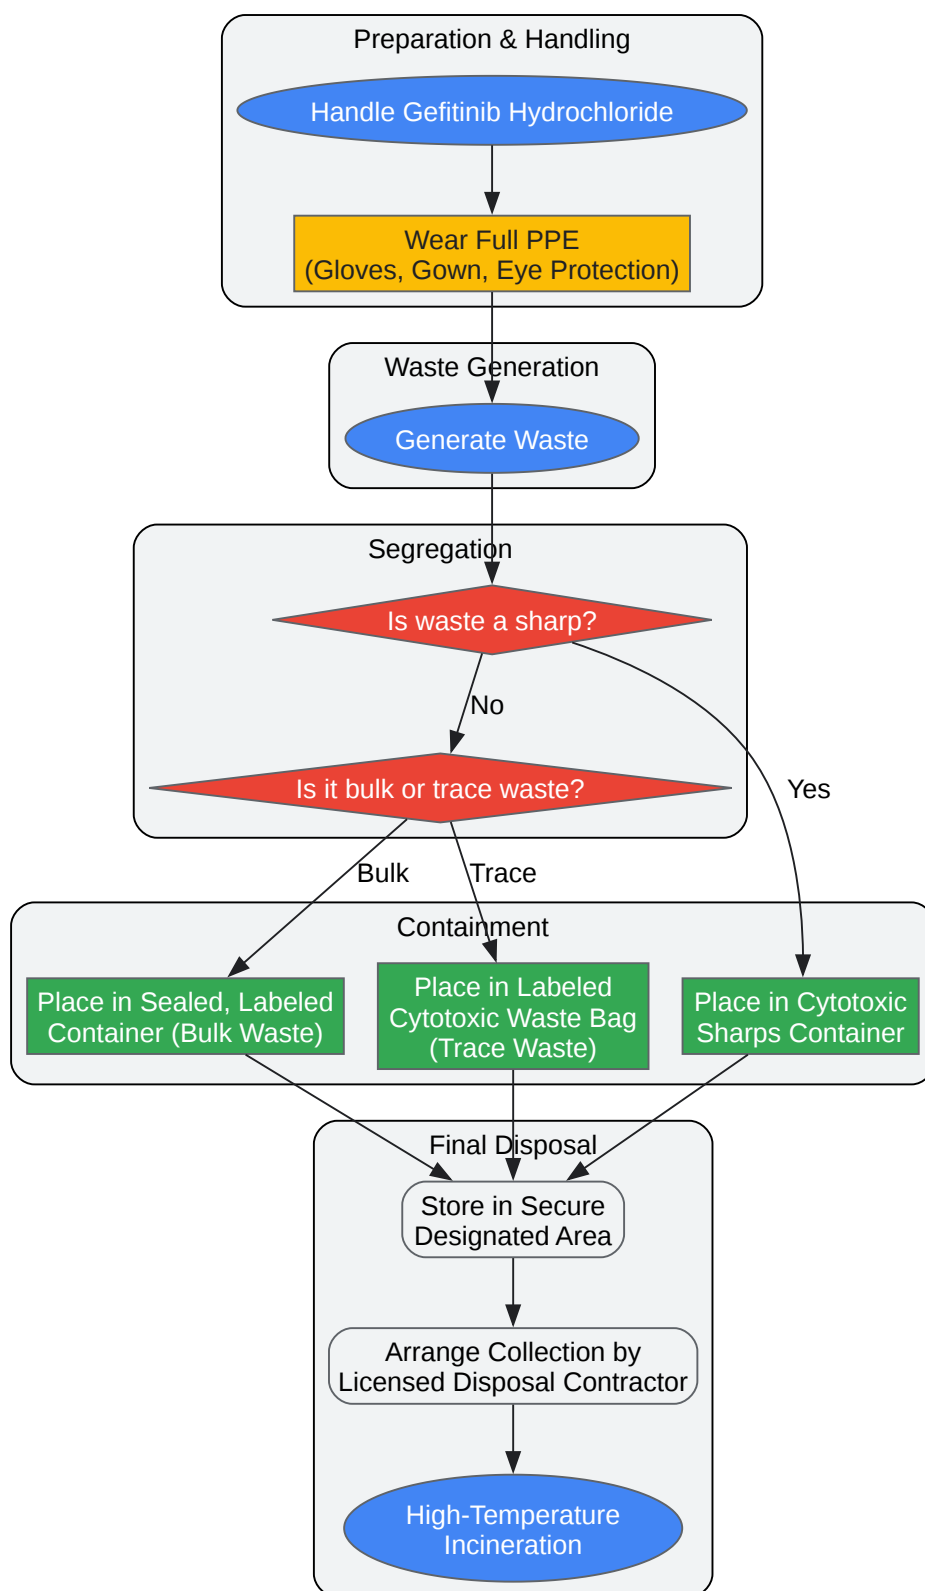 Preparation & Handling
Handle Gefitinib Hydrochloride
Wear Full PPE
(Gloves, Gown, Eye Protection)
Waste Generation
Generate Waste
Segregation
Is waste a sharp?
No
Is it bulk or trace waste?
Yes
Bulk
Trace
Containment
Place in Sealed, Labeled
Container (Bulk Waste)
Place in Labeled
Cytotoxic Waste Bag
(Trace Waste)
Place in Cytotoxic
Sharps Container
Final Disposal
Store in Secure
Designated Area
Arrange Collection by
Licensed Disposal Contractor
High-Temperature
Incineration